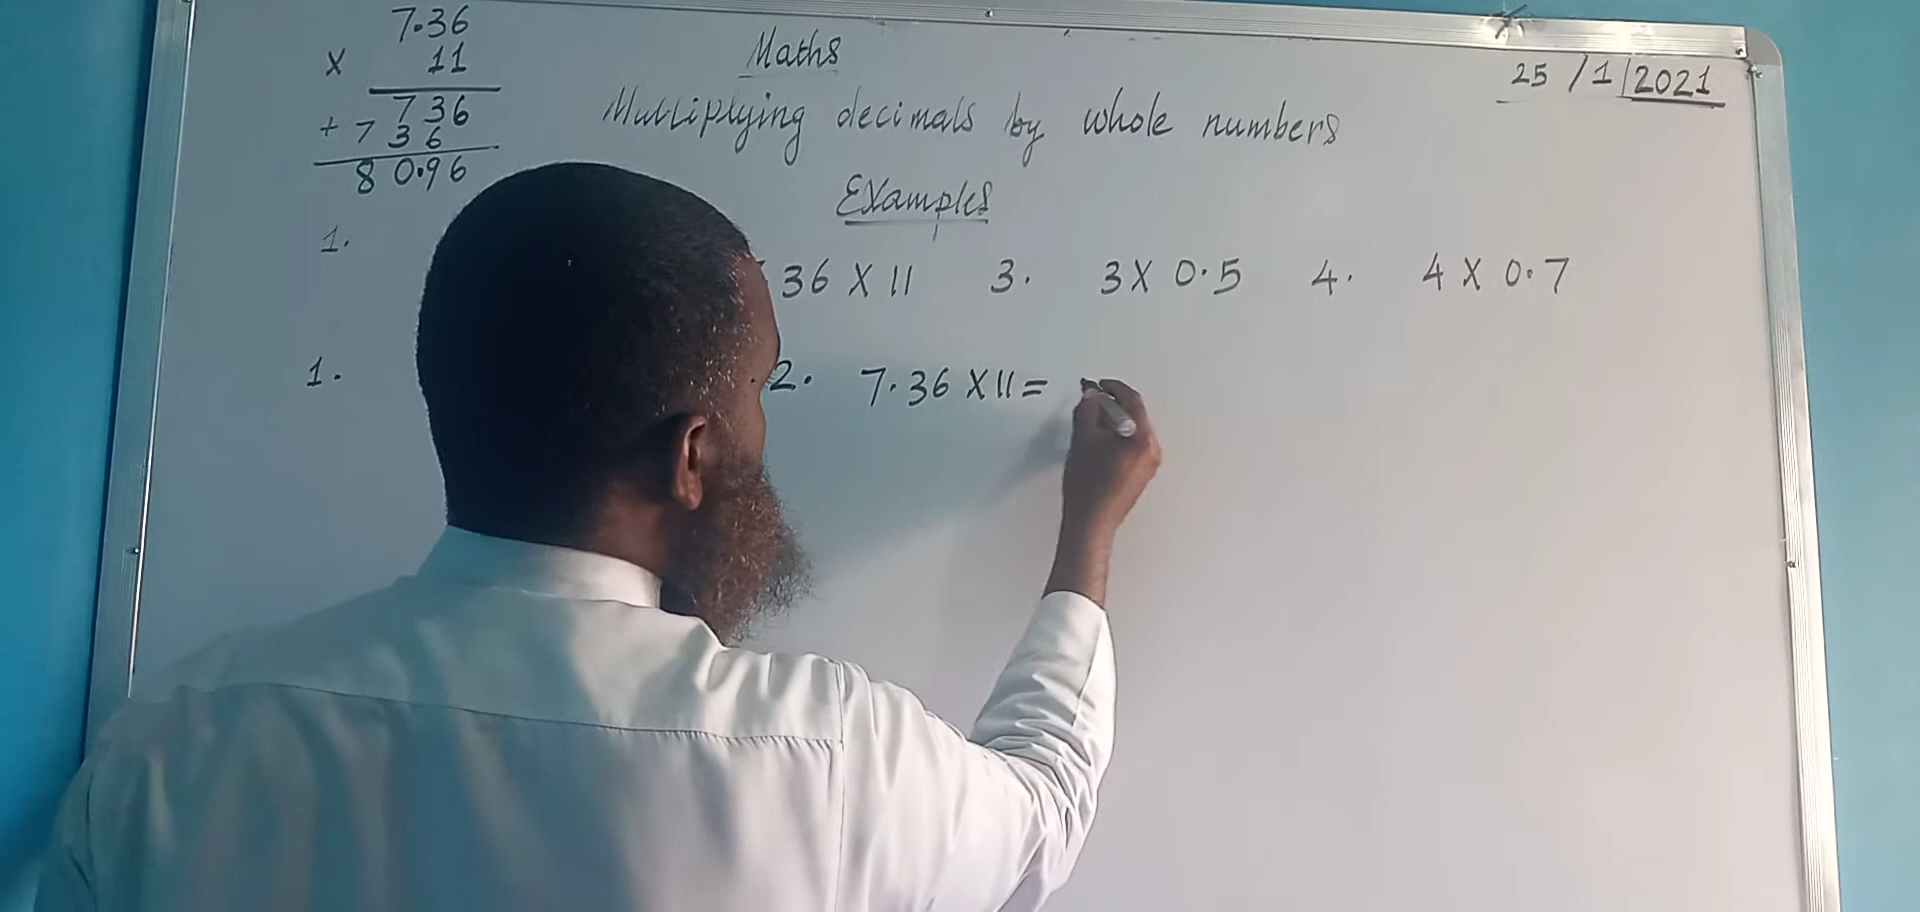 7.36
x 11
736
+ 736
80.96
Maths
25/1/2021
Multiplying decimals by whole numbers
Examples
1.
36 X 11 3. 3 X 0.5 4. 4 X 0.7
1. 2. 7.36 X 11 =